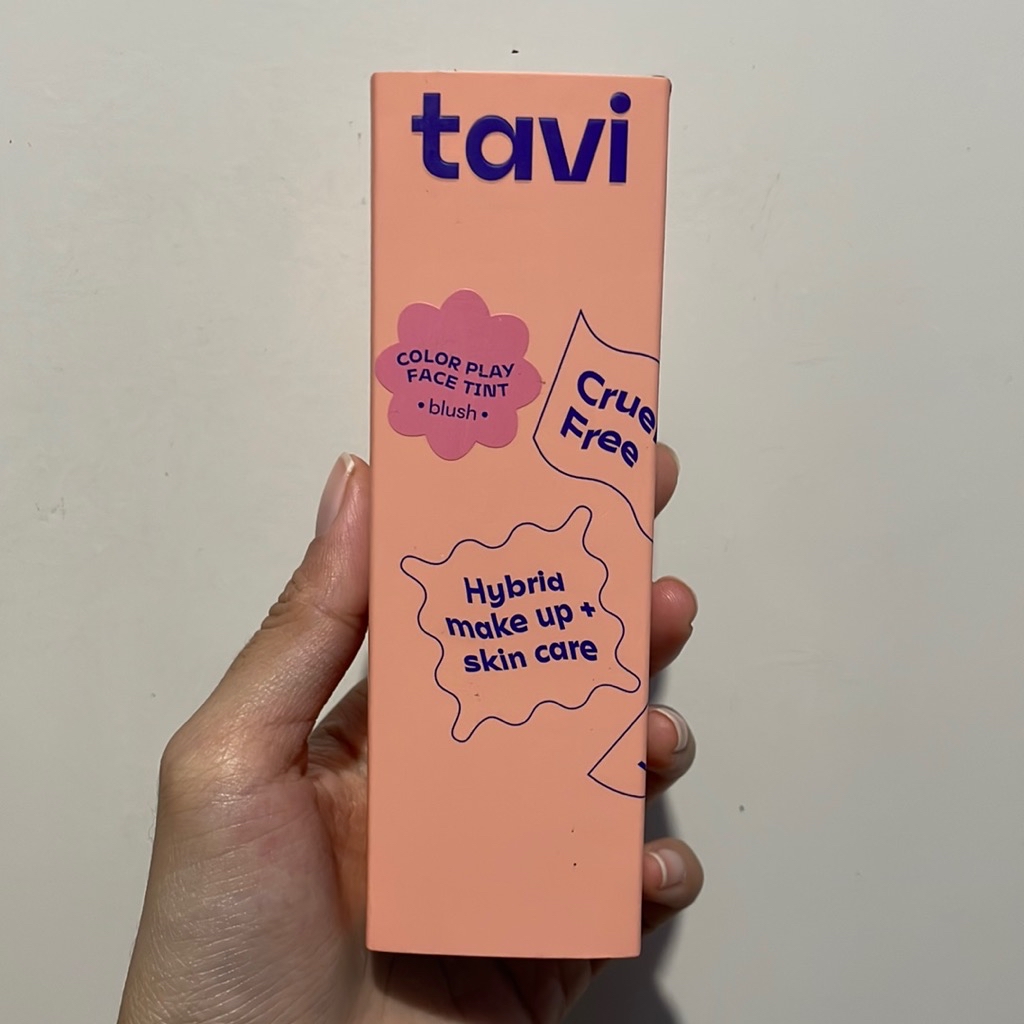 tavi
COLOR PLAY
FACE TINT
• blush •
Free
Hybrid
make up +
skin care